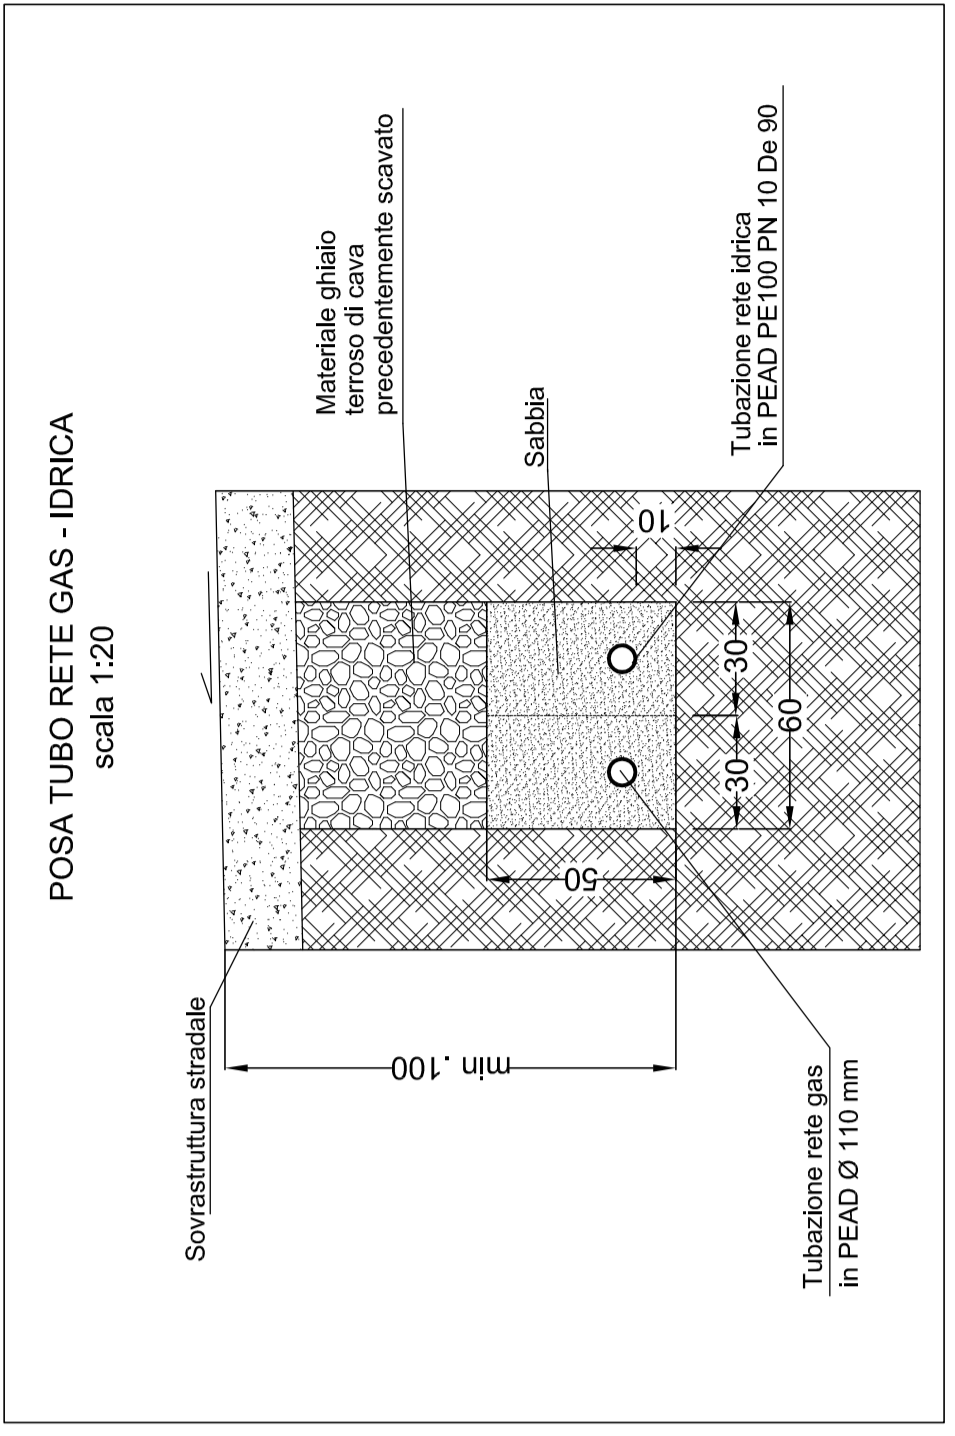 POSA TUBO RETE GAS - IDRICA
scala 1:20
Sovrastruttura stradale
Materiale ghiaio
terroso di cava
precedentemente scavato
Sabbia
Tubazione rete idrica
in PEAD PE100 PN 10 De 90
10
min .100
50
30
30
60
Tubazione rete gas
in PEAD Ø 110 mm